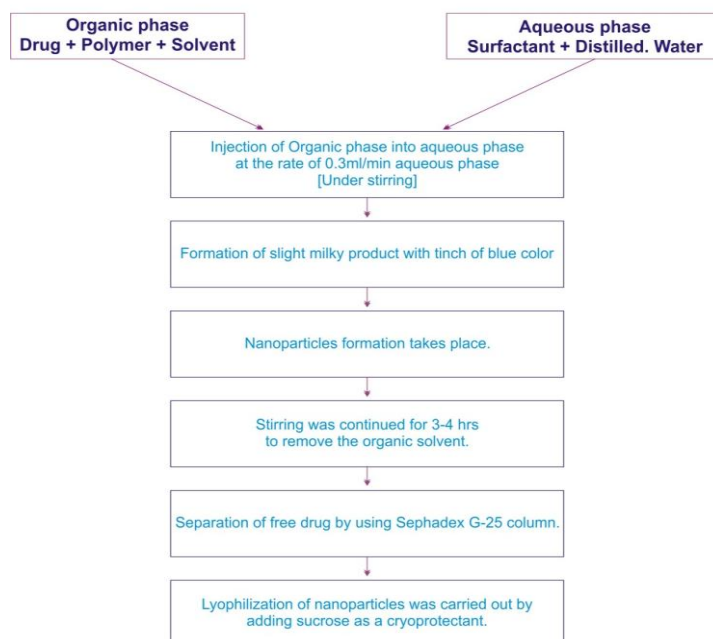 Organic phase
Drug + Polymer + Solvent
Aqueous phase
Surfactant + Distilled. Water
Injection of Organic phase into aqueous phase
at the rate of 0.3ml/min aqueous phase
[Under stirring]
Formation of slight milky product with tinch of blue color
Nanoparticles formation takes place.
Stirring was continued for 3-4 hrs
to remove the organic solvent.
Separation of free drug by using Sephadex G-25 column.
Lyophilization of nanoparticles was carried out by
adding sucrose as a cryoprotectant.